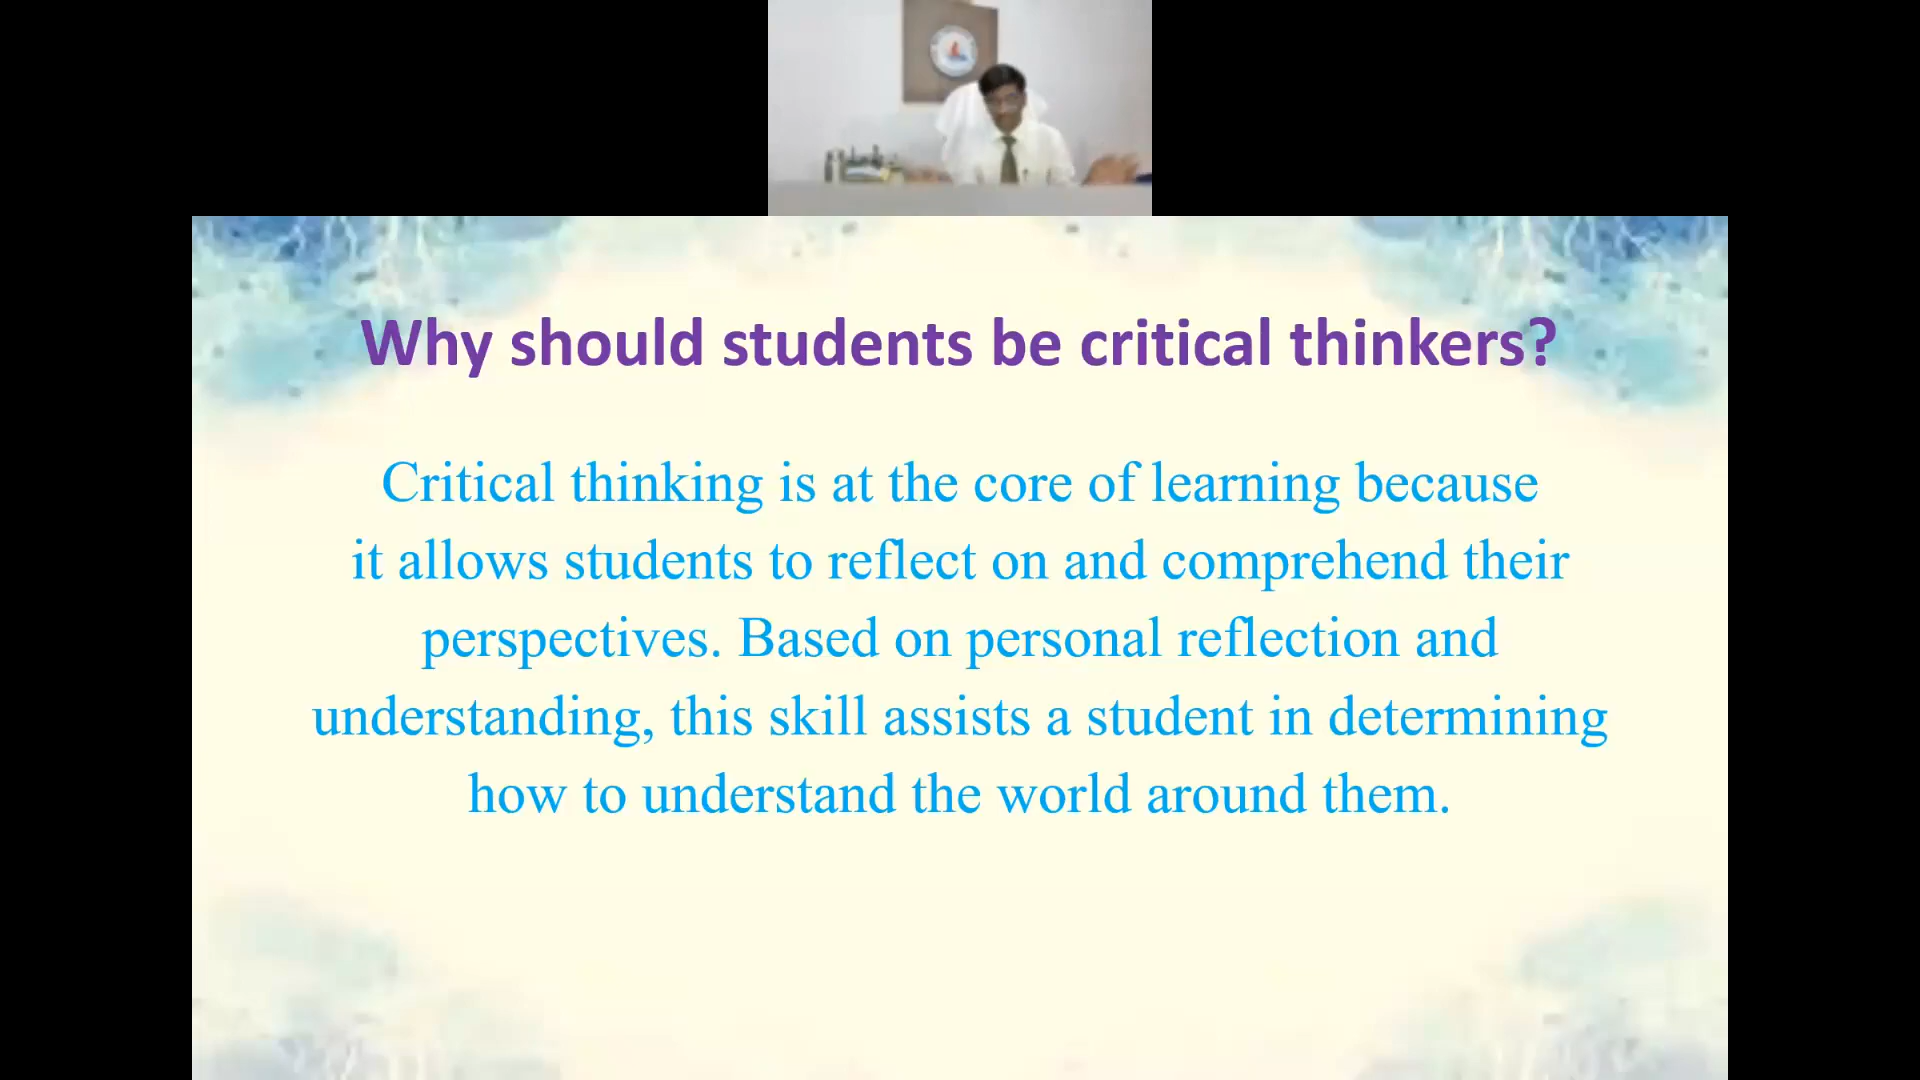 Why should students be critical thinkers?
Critical thinking is at the core of learning because
it allows students to reflect on and comprehend their
perspectives. Based on personal reflection and
understanding, this skill assists a student in determining
how to understand the world around them.